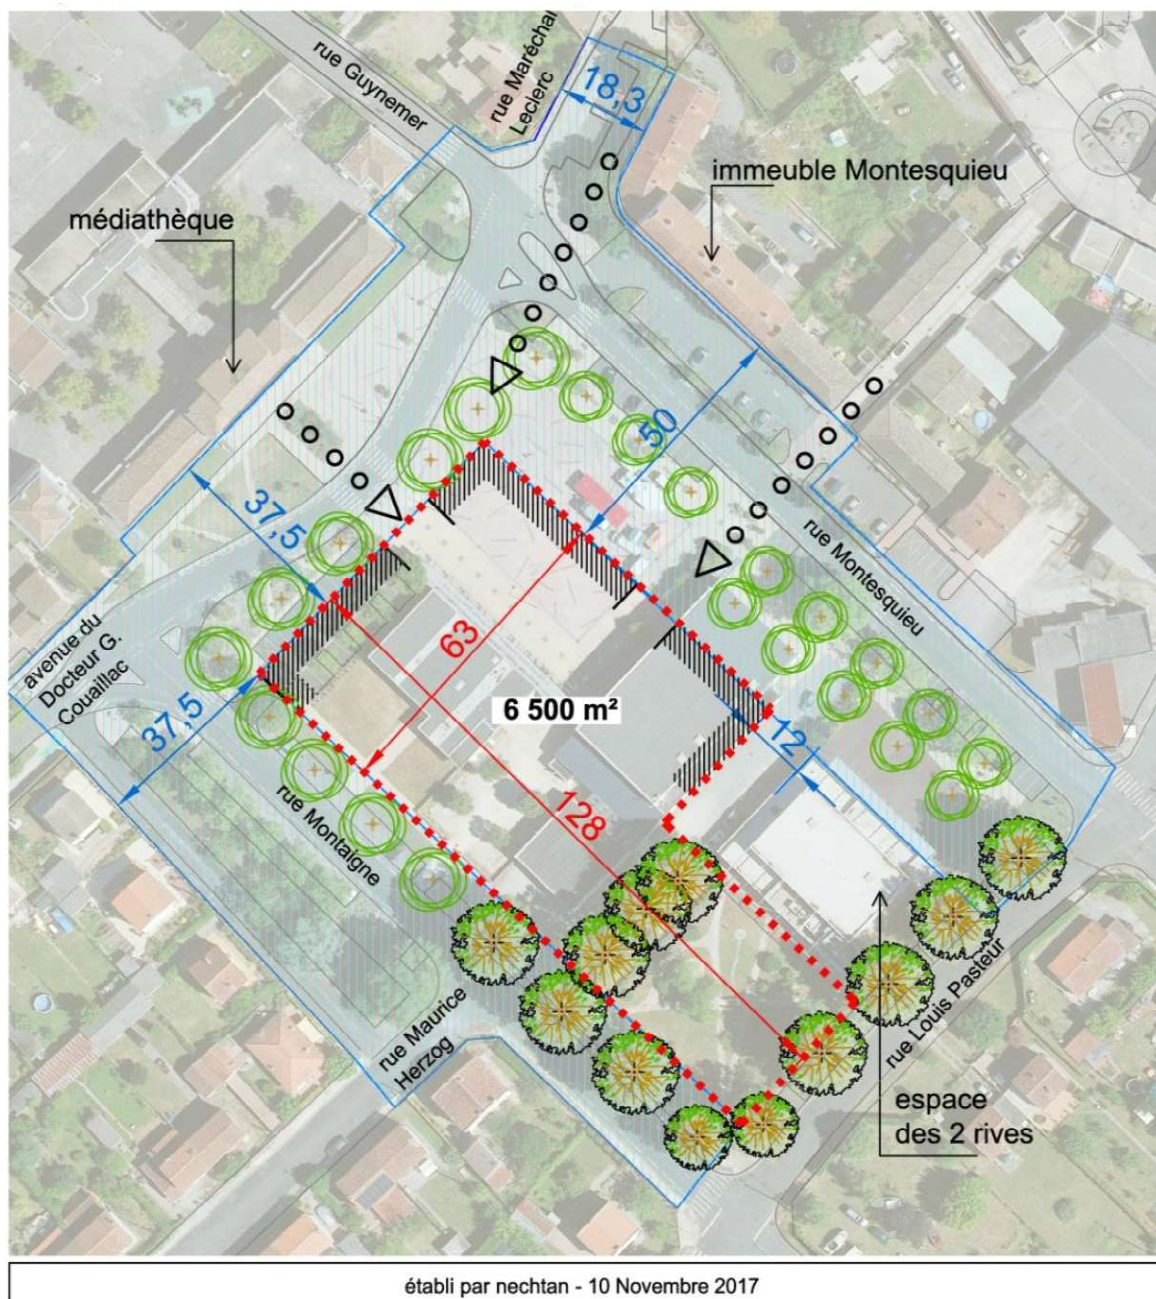 rue Guynemer
rue Maréchal
Leclerc
18,3
immeuble Montesquieu
médiathèque
50
37,5
rue Montesquieu
63
avenue du
Docteur G.
Couaillac
37,5
6 500 m²
12
rue Montaigne
128
rue Maurice
Herzog
rue Louis Pasteur
espace
des 2 rives
établi par nechtan - 10 Novembre 2017